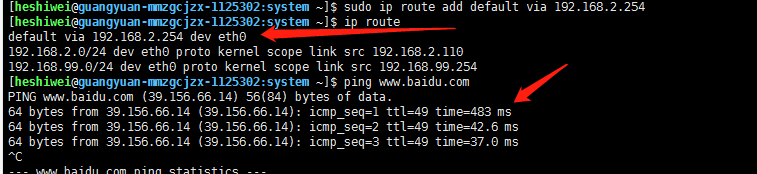 [heshiwei@guangyuan-mmzgcjzx-1125302:system ~]$ sudo ip route add default via 192.168.2.254
[heshiwei@guangyuan-mmzgcjzx-1125302:system ~]$ ip route
default via 192.168.2.254 dev eth0
192.168.2.0/24 dev eth0 proto kernel scope link src 192.168.2.110
192.168.99.0/24 dev eth0 proto kernel scope link src 192.168.99.254
[heshiwei@guangyuan-mmzgcjzx-1125302:system ~]$ ping www.baidu.com
PING www.baidu.com (39.156.66.14) 56(84) bytes of data.
64 bytes from 39.156.66.14 (39.156.66.14): icmp_seq=1 ttl=49 time=483 ms
64 bytes from 39.156.66.14 (39.156.66.14): icmp_seq=2 ttl=49 time=42.6 ms
64 bytes from 39.156.66.14 (39.156.66.14): icmp_seq=3 ttl=49 time=37.0 ms
^C
--- www.baidu.com ping statistics ---